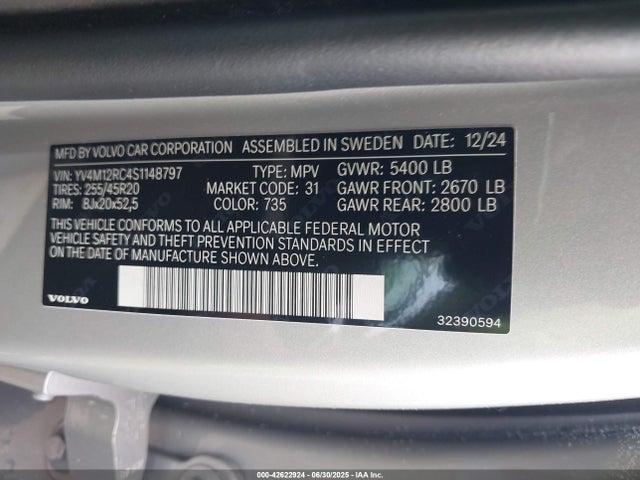 MFD BY VOLVO CAR CORPORATION ASSEMBLED IN SWEDEN DATE: 12/24
VIN: YV4M12RC4S1148797 TYPE: MPV GVWR: 5400 LB
TIRES: 255/45R20 MARKET CODE: 31 GAWR FRONT: 2670 LB
RIM: 8Jx20x52,5 COLOR: 735 GAWR REAR: 2800 LB
THIS VEHICLE CONFORMS TO ALL APPLICABLE FEDERAL MOTOR
VEHICLE SAFETY AND THEFT PREVENTION STANDARDS IN EFFECT
ON THE DATE OF MANUFACTURE SHOWN ABOVE.
VOLVO 32390594
000-42622924 | 06/30/2025 | IAA Inc.